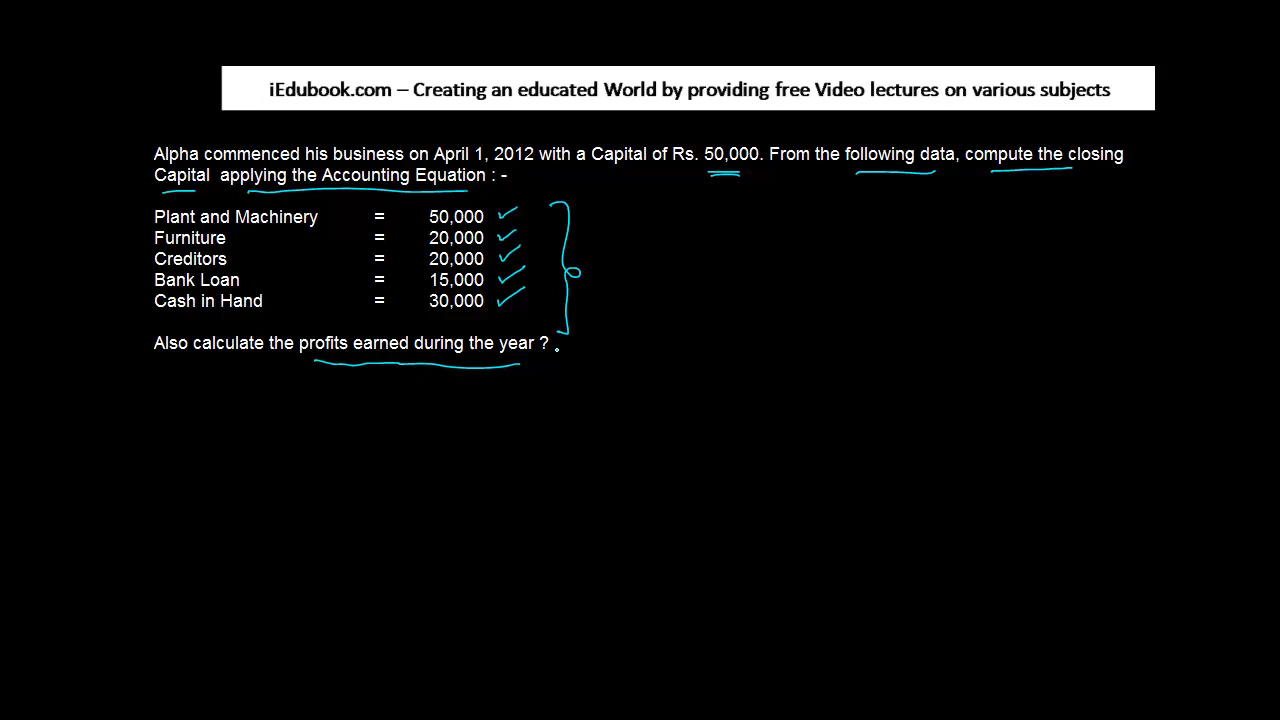 iEdubook.com – Creating an educated World by providing free Video lectures on various subjects
Alpha commenced his business on April 1, 2012 with a Capital of Rs. 50,000. From the following data, compute the closing
Capital applying the Accounting Equation : -
Plant and Machinery = 50,000
Furniture = 20,000
Creditors = 20,000
Bank Loan = 15,000
Cash in Hand = 30,000
Also calculate the profits earned during the year ?